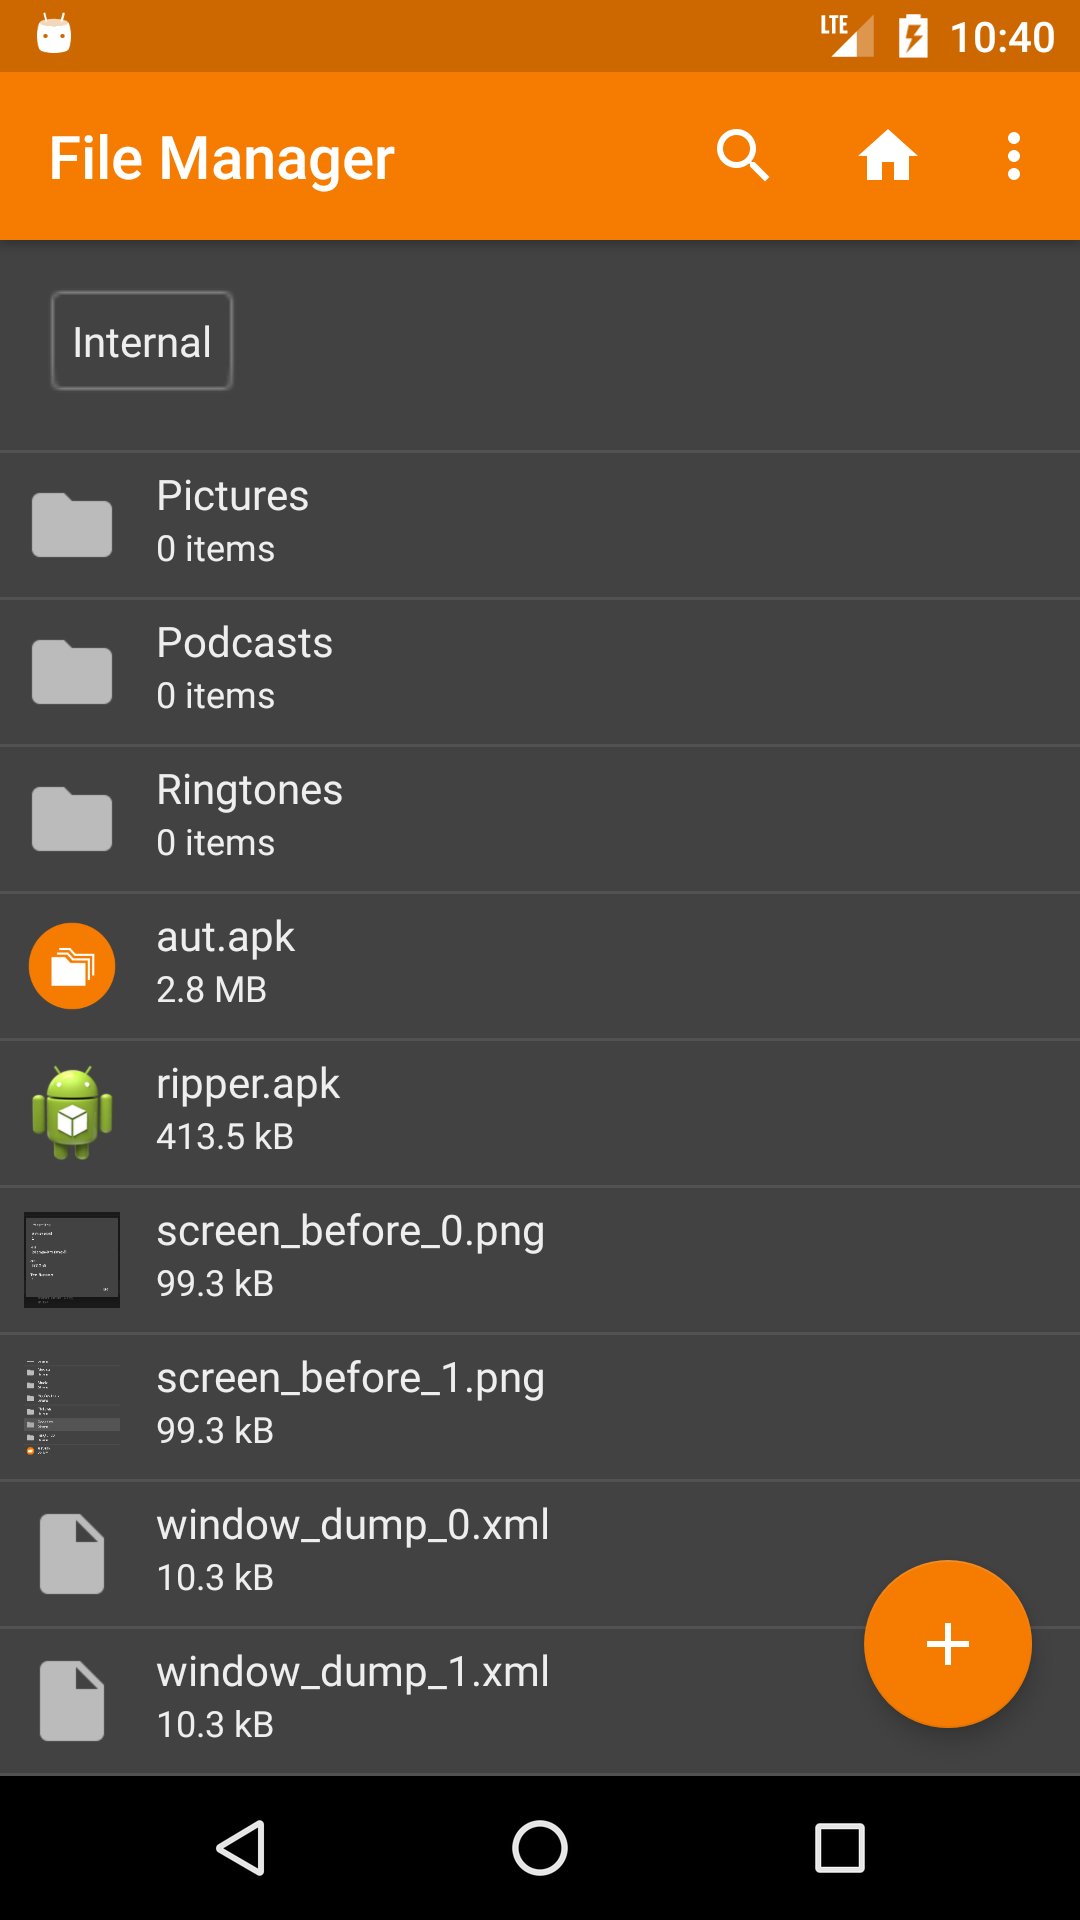 LTE 10:40
File Manager
Internal
Pictures
0 items
Podcasts
0 items
Ringtones
0 items
aut.apk
2.8 MB
ripper.apk
413.5 kB
screen_before_0.png
99.3 kB
screen_before_1.png
99.3 kB
window_dump_0.xml
10.3 kB
window_dump_1.xml
10.3 kB